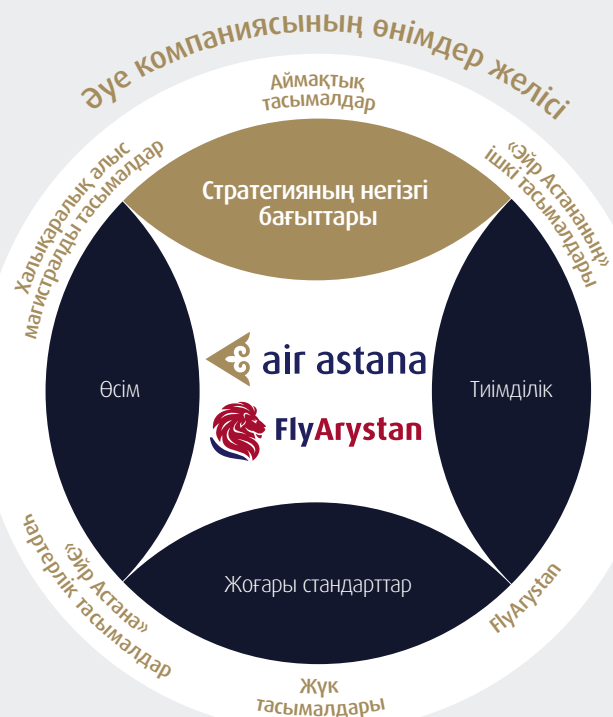 Әуе компаниясының өнімдер желісі
Аймақтық
тасымалдар
Халықаралық алыс
магистралды тасымалдар
«Эйр Астананың»
ішкі тасымалдары
Стратегияның негізгі
бағыттары
air astana
Өсім
Тиімділік
FlyArystan
Жоғары стандарттар
«Эйр Астана»
чартерлік тасымалдар
FlyArystan
Жүк
тасымалдары